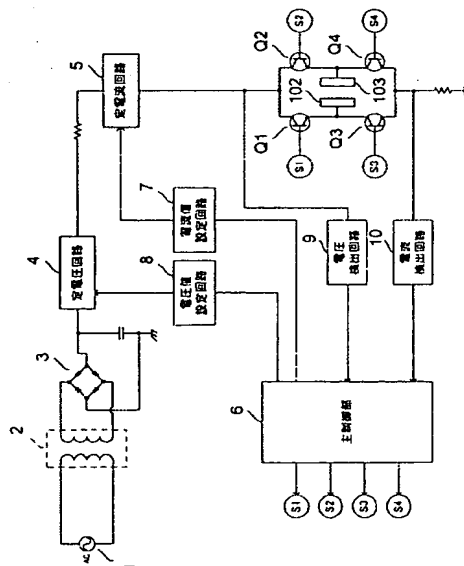 5
定電流回路
4
定電圧回路
3
2
AC
7
電流値
設定回路
8
電圧値
設定回路
S2
S4
Q2
Q4
102
103
Q1
Q3
S1
S3
9
電圧
検出回路
10
電流
検出回路
6
主制御部
S1
S2
S3
S4